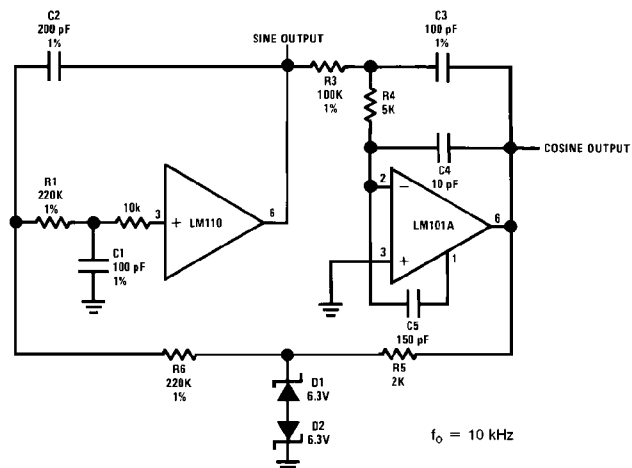 C2
200 pF
1%
SINE OUTPUT
R3
100K
1%
R4
5K
C3
100 pF
1%
C4
10 pF
COSINE OUTPUT
R1
220K
1%
10k
3
+
LM110
6
C1
100 pF
1%
2
−
LM101A
6
3
+
1
C5
150 pF
R6
220K
1%
R5
2K
D1
6.3V
D2
6.3V
fo = 10 kHz